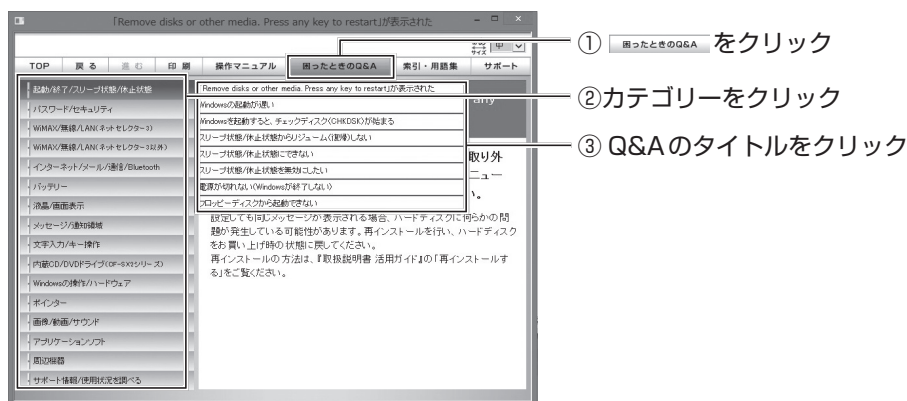 「Remove disks or other media. Press any key to restart」が表示された
サイズ 中
TOP 戻る 進む 印刷 操作マニュアル 困ったときのQ&A 索引・用語集 サポート
起動/終了/スリープ状態/休止状態
パスワード/セキュリティ
WiMAX/無線/LAN(ネットセレクター3)
WiMAX/無線/LAN(ネットセレクター3以外)
インターネット/メール/通信/Bluetooth
バッテリー
液晶/画面表示
メッセージ/通知領域
文字入力/キー操作
内蔵CD/DVDドライブ(CF-SX2シリーズ)
Windowsの操作/ハードウェア
ポインター
画像/動画/サウンド
アプリケーションソフト
周辺機器
サポート情報/使用状況を調べる
Remove disks or other media. Press any key to restart」が表示された
Windowsの起動が遅い
Windowsを起動すると、チェックディスク(CHKDSK)が始まる
スリープ状態/休止状態からリジューム(復帰)しない
スリープ状態/休止状態にできない
スリープ状態/休止状態を無効にしたい
電源が切れない(Windowsが終了しない)
フロッピーディスクから起動できない
any
取り外
ニュー
い。
設定しても同じメッセージが表示される場合、ハードディスクに何らかの問
題が発生している可能性があります。再インストールを行い、ハードディスク
をお買い上げ時の状態に戻してください。
再インストールの方法は、『取扱説明書 活用ガイド』の「再インストールす
る」をご覧ください。
① 困ったときのQ&A をクリック
②カテゴリーをクリック
③ Q&Aのタイトルをクリック